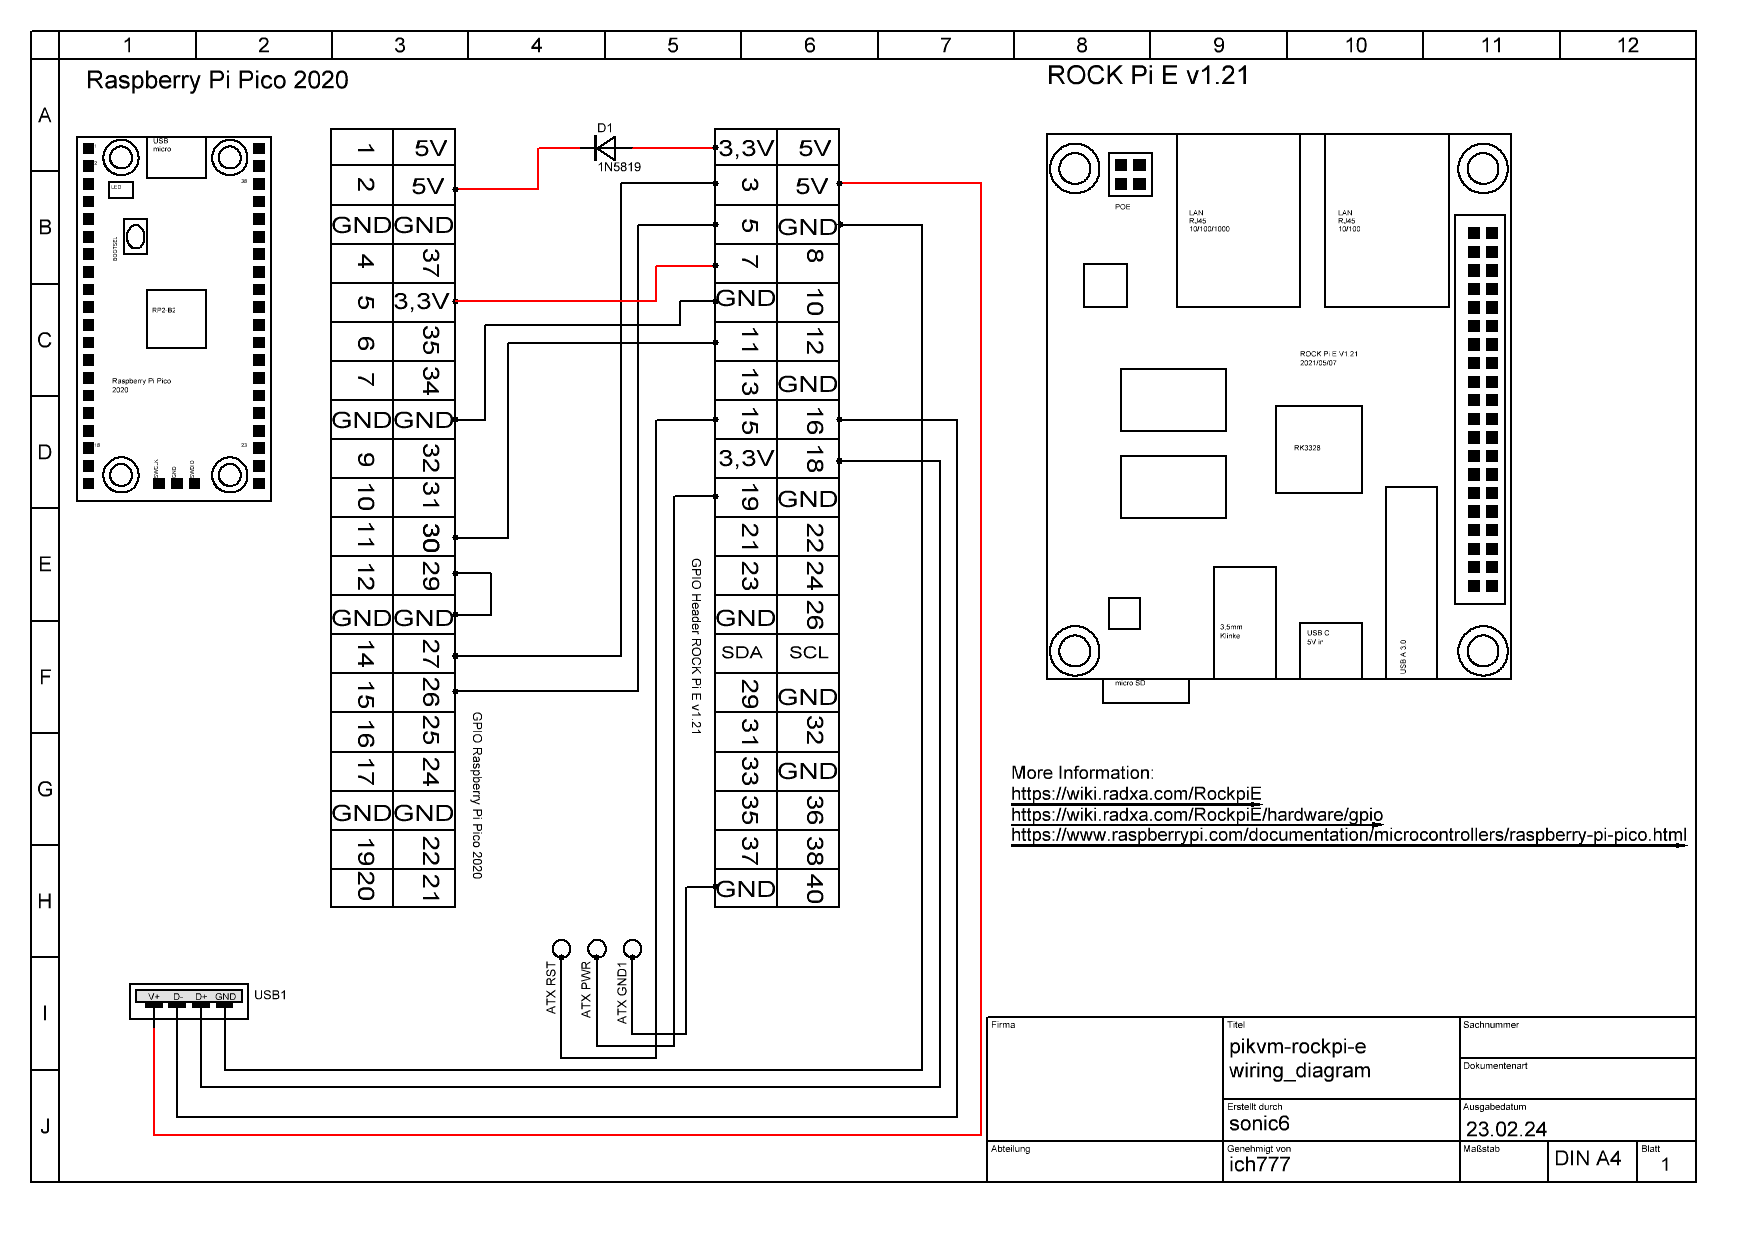 1 2 3 4 5 6 7 8 9 10 11 12
A
B
C
D
E
F
G
H
I
J
Raspberry Pi Pico 2020
USB
micro
LED
BOOTSEL
RP2-B2
Raspberry Pi Pico
2020
2
38
18
23
SWCLK
GND
SWDIO
1 5V
2 5V
GND GND
4 37
5 3,3V
6 35
7 34
GND GND
9 32
10 31
11 30
12 29
GND GND
14 27
15 26
16 25
17 24
GND GND
19 22
20 21
GPIO Raspberry Pi Pico 2020
D1
1N5819
3,3V 5V
3 5V
5 GND
7 8
GND 10
11 12
13 GND
15 16
3,3V 18
19 GND
21 22
23 24
GND 26
SDA SCL
29 GND
31 32
33 GND
35 36
37 38
GND 40
GPIO Header ROCK Pi E v1.21
ATX RST
ATX PWR
ATX GND1
V+ D- D+ GND
USB1
ROCK Pi E v1.21
POE
LAN
RJ45
10/100/1000
LAN
RJ45
10/100
ROCK Pi E V1.21
2021/05/07
RK3328
3,5mm
Klinke
USB C
5V in
USB A 3.0
micro SD
More Information:
https://wiki.radxa.com/RockpiE
https://wiki.radxa.com/RockpiE/hardware/gpio
https://www.raspberrypi.com/documentation/microcontrollers/raspberry-pi-pico.html
Firma
Titel
pikvm-rockpi-e
wiring_diagram
Sachnummer
Dokumentenart
Erstellt durch
sonic6
Ausgabedatum
23.02.24
Abteilung
Genehmigt von
ich777
Maßstab
DIN A4
Blatt
1